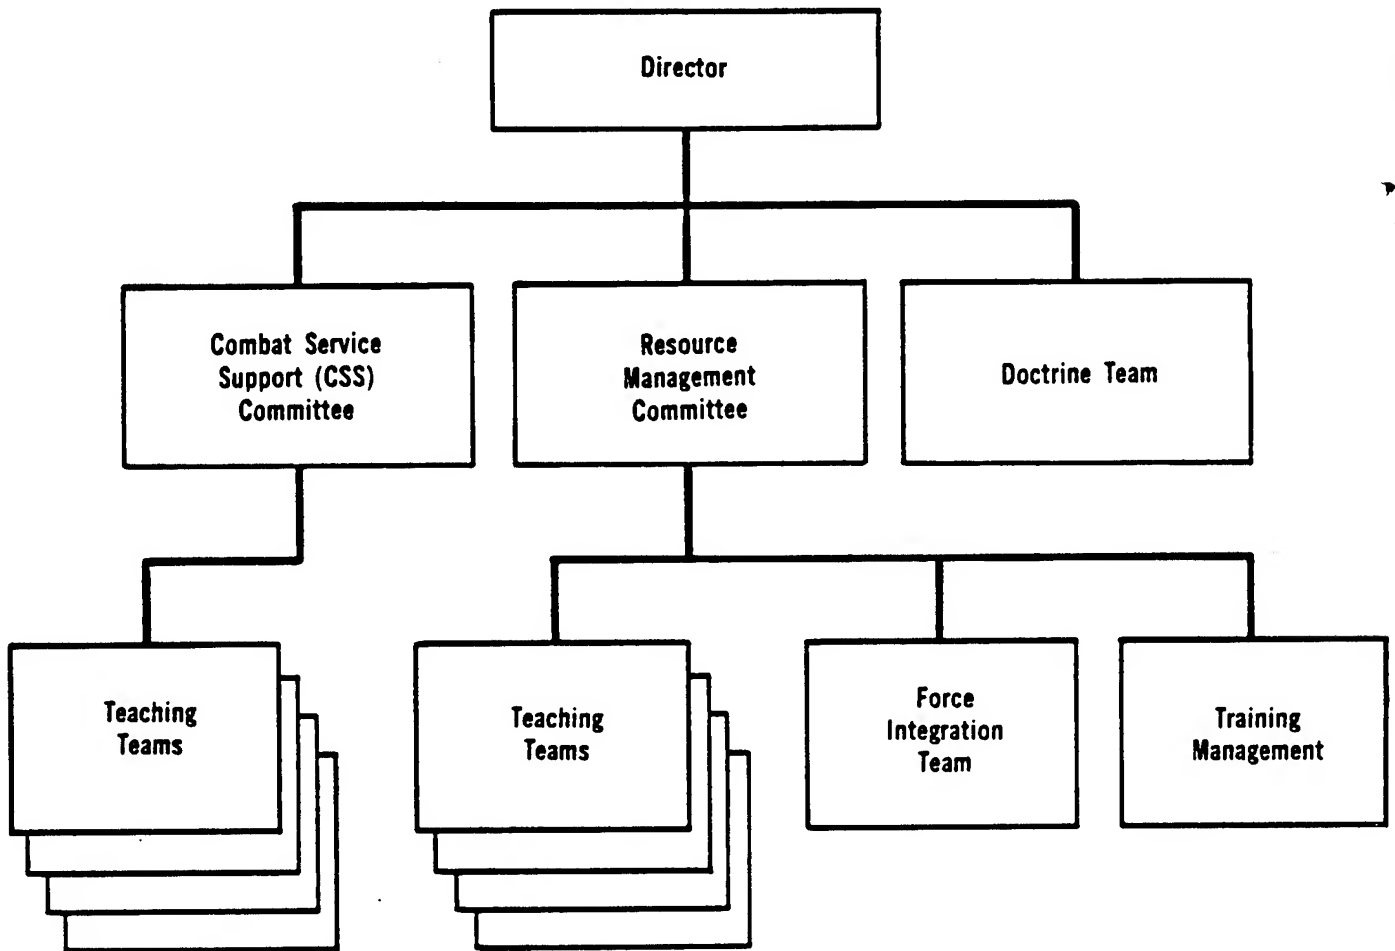 Director
Combat Service
Support (CSS)
Committee
Resource
Management
Committee
Doctrine Team
Teaching
Teams
Teaching
Teams
Force
Integration
Team
Training
Management